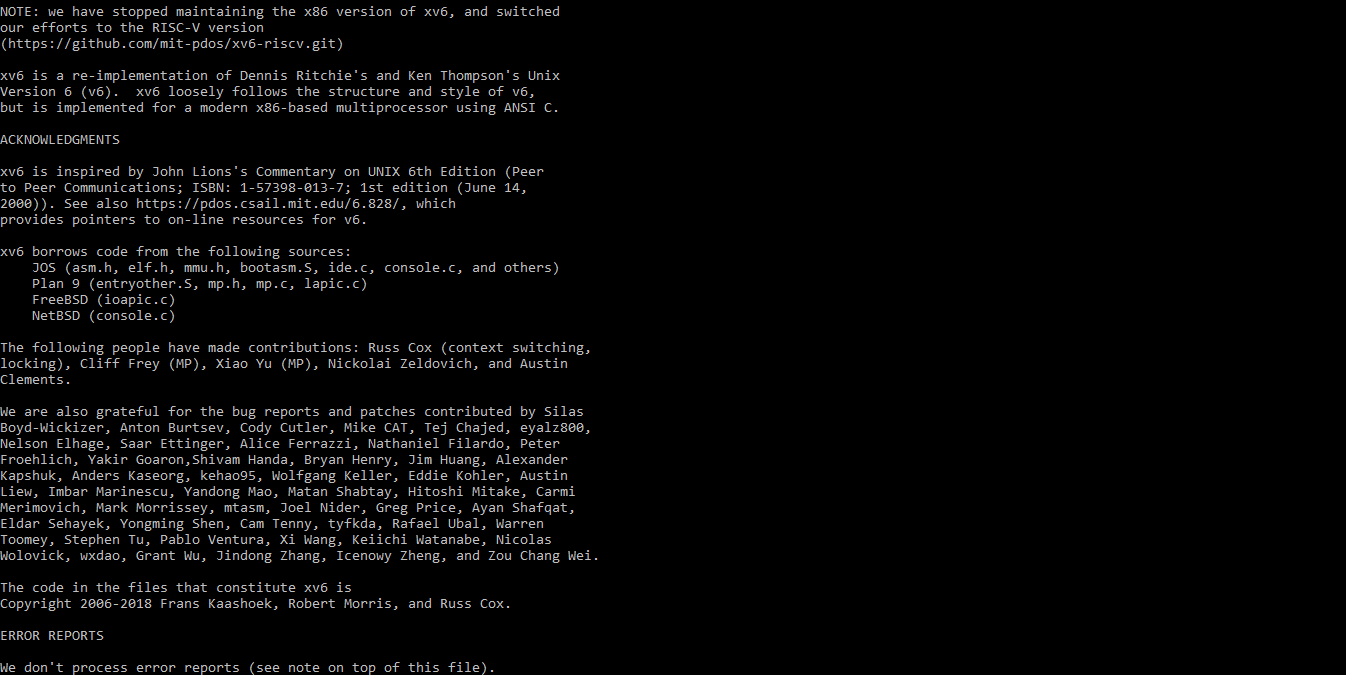 NOTE: we have stopped maintaining the x86 version of xv6, and switched
our efforts to the RISC-V version
(https://github.com/mit-pdos/xv6-riscv.git)
xv6 is a re-implementation of Dennis Ritchie's and Ken Thompson's Unix
Version 6 (v6).  xv6 loosely follows the structure and style of v6,
but is implemented for a modern x86-based multiprocessor using ANSI C.
ACKNOWLEDGMENTS
xv6 is inspired by John Lions's Commentary on UNIX 6th Edition (Peer
to Peer Communications; ISBN: 1-57398-013-7; 1st edition (June 14,
2000)). See also https://pdos.csail.mit.edu/6.828/, which
provides pointers to on-line resources for v6.
xv6 borrows code from the following sources:
    JOS (asm.h, elf.h, mmu.h, bootasm.S, ide.c, console.c, and others)
    Plan 9 (entryother.S, mp.h, mp.c, lapic.c)
    FreeBSD (ioapic.c)
    NetBSD (console.c)
The following people have made contributions: Russ Cox (context switching,
locking), Cliff Frey (MP), Xiao Yu (MP), Nickolai Zeldovich, and Austin
Clements.
We are also grateful for the bug reports and patches contributed by Silas
Boyd-Wickizer, Anton Burtsev, Cody Cutler, Mike CAT, Tej Chajed, eyalz800,
Nelson Elhage, Saar Ettinger, Alice Ferrazzi, Nathaniel Filardo, Peter
Froehlich, Yakir Goaron,Shivam Handa, Bryan Henry, Jim Huang, Alexander
Kapshuk, Anders Kaseorg, kehao95, Wolfgang Keller, Eddie Kohler, Austin
Liew, Imbar Marinescu, Yandong Mao, Matan Shabtay, Hitoshi Mitake, Carmi
Merimovich, Mark Morrissey, mtasm, Joel Nider, Greg Price, Ayan Shafqat,
Eldar Sehayek, Yongming Shen, Cam Tenny, tyfkda, Rafael Ubal, Warren
Toomey, Stephen Tu, Pablo Ventura, Xi Wang, Keiichi Watanabe, Nicolas
Wolovick, wxdao, Grant Wu, Jindong Zhang, Icenowy Zheng, and Zou Chang Wei.
The code in the files that constitute xv6 is
Copyright 2006-2018 Frans Kaashoek, Robert Morris, and Russ Cox.
ERROR REPORTS
We don't process error reports (see note on top of this file).